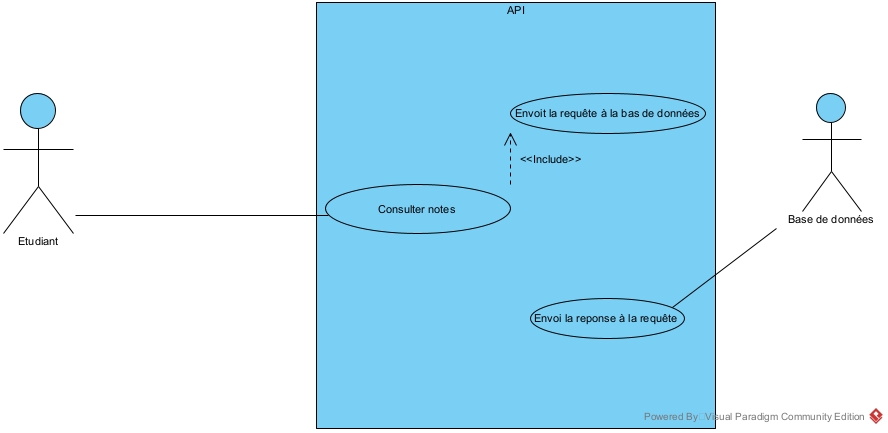 API
Envoit la requête à la bas de données
<<Include>>
Consulter notes
Etudiant
Base de données
Envoi la reponse à la requête
Powered By Visual Paradigm Community Edition